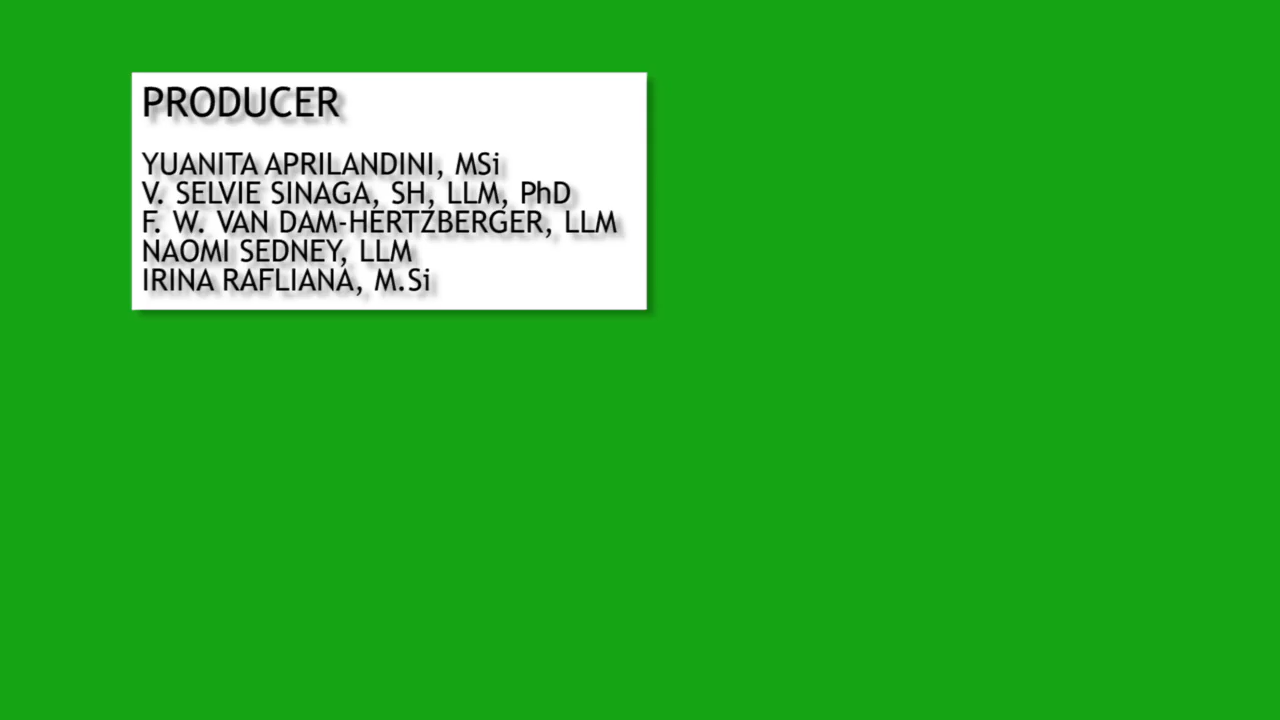 PRODUCER
YUANITA APRILANDINI, MSi
V. SELVIE SINAGA, SH, LLM, PhD
F. W. VAN DAM-HERTZBERGER, LLM
NAOMI SEDNEY, LLM
IRINA RAFLIANA, M.Si